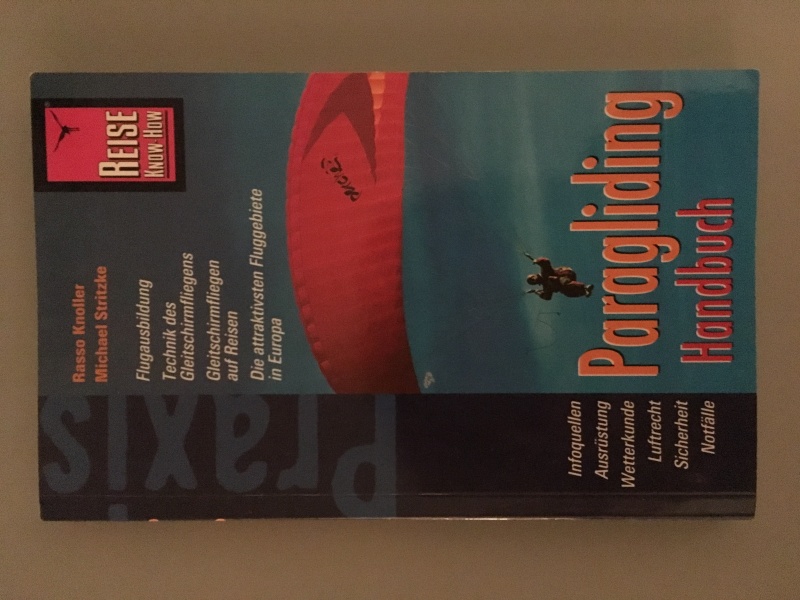 REISE
KNOW-HOW
Rasso Knoller
Michael Stritzke
Flugausbildung
Technik des
Gleitschirmfliegens
Gleitschirmfliegen
auf Reisen
Die attraktivsten Fluggebiete
in Europa
Praxis
Infoquellen
Ausrüstung
Wetterkunde
Luftrecht
Sicherheit
Notfälle
Paragliding
Handbuch